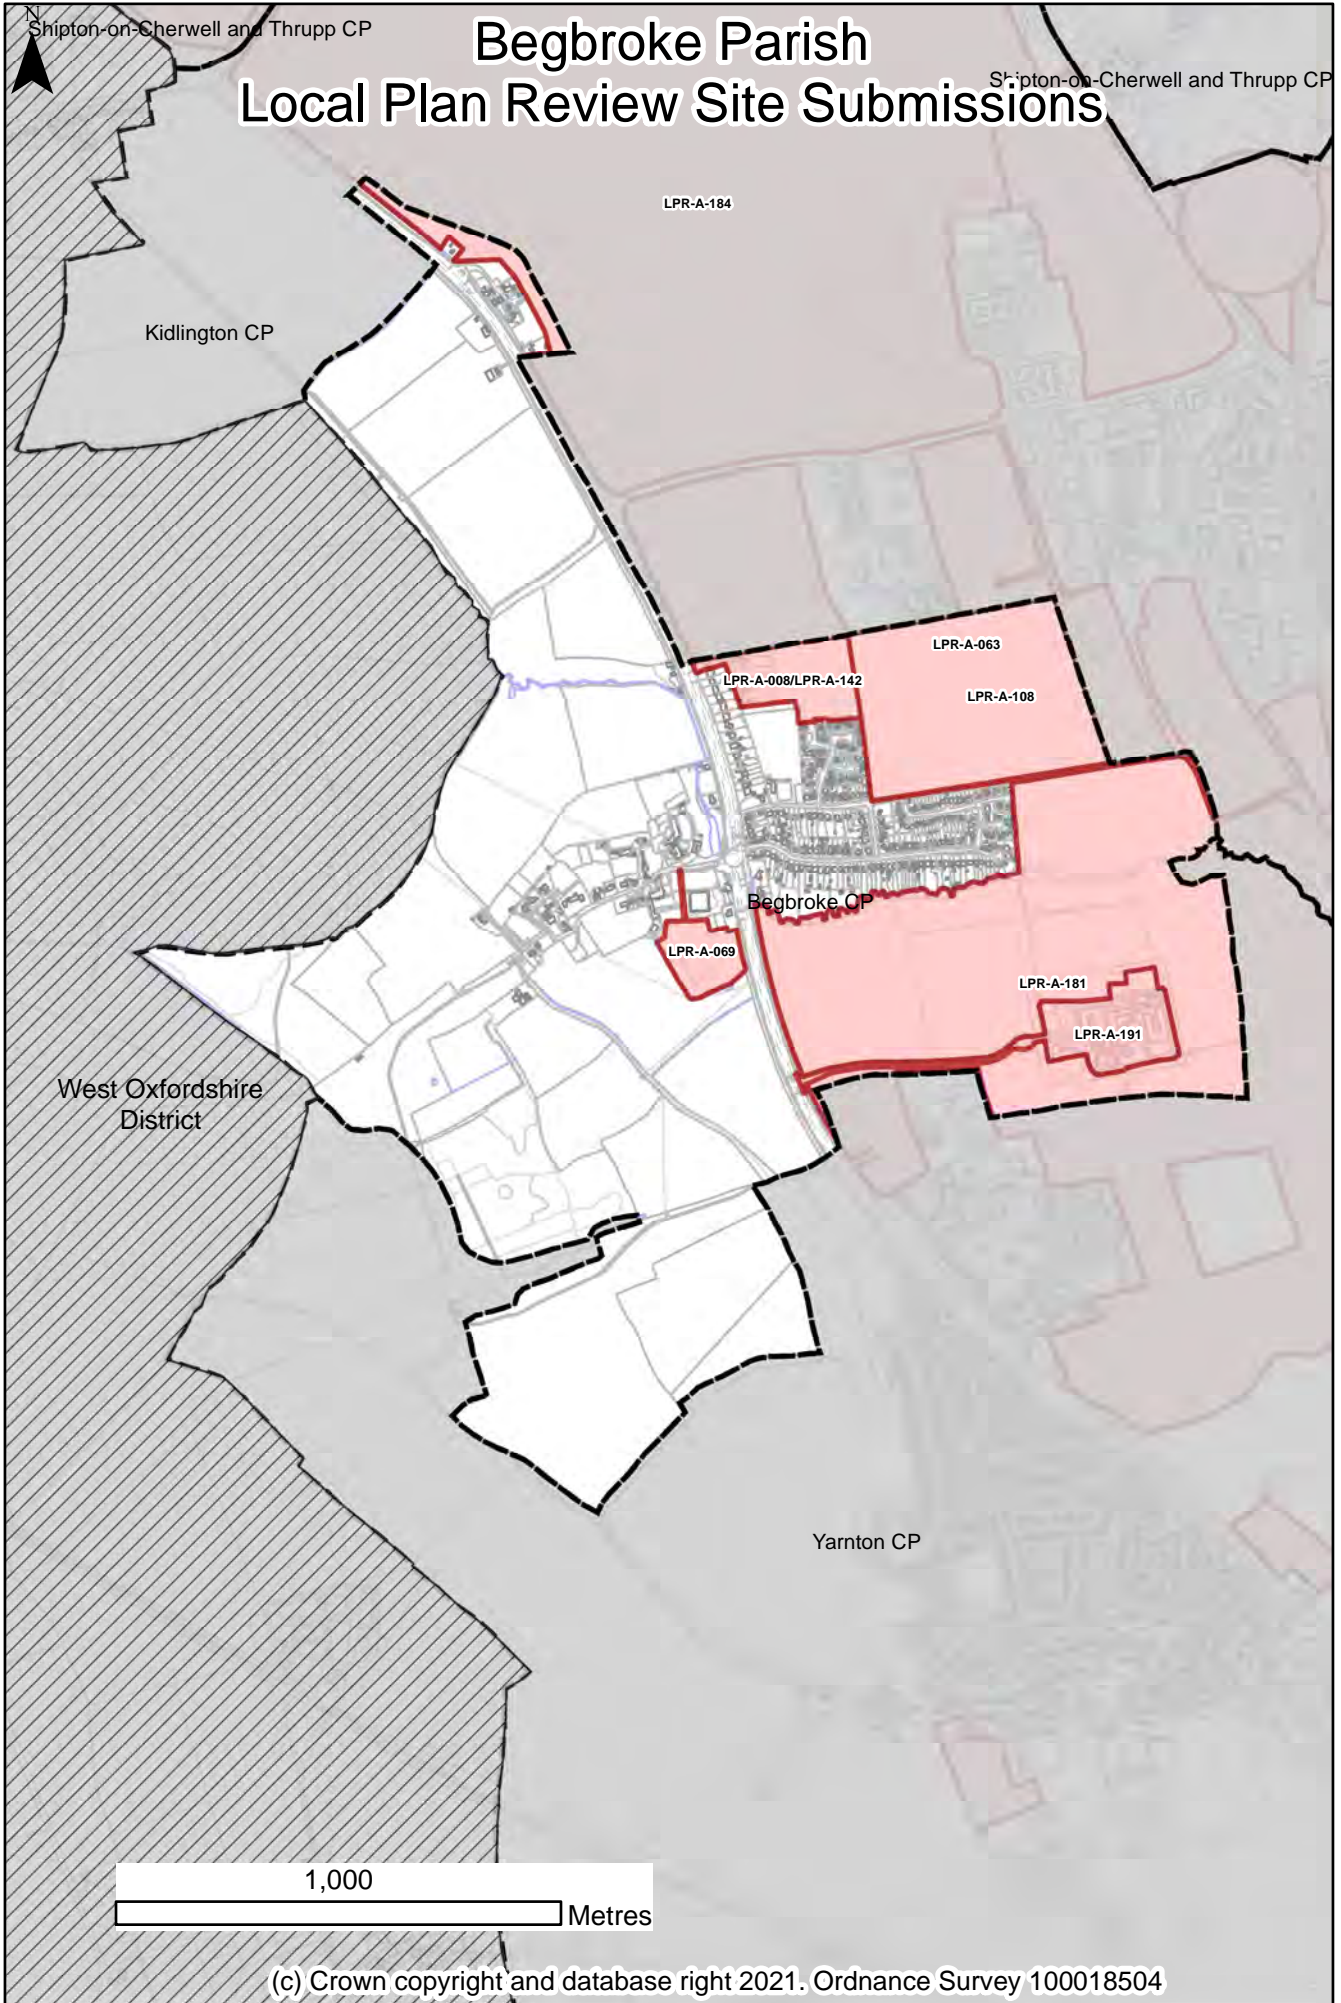 N
Shipton-on-Cherwell and Thrupp CP
Begbroke Parish
Local Plan Review Site Submissions
Shipton-on-Cherwell and Thrupp CP
LPR-A-184
Kidlington CP
LPR-A-063
LPR-A-008/LPR-A-142
LPR-A-108
Begbroke CP
LPR-A-069
LPR-A-181
LPR-A-191
West Oxfordshire
District
Yarnton CP
1,000
Metres
(c) Crown copyright and database right 2021. Ordnance Survey 100018504